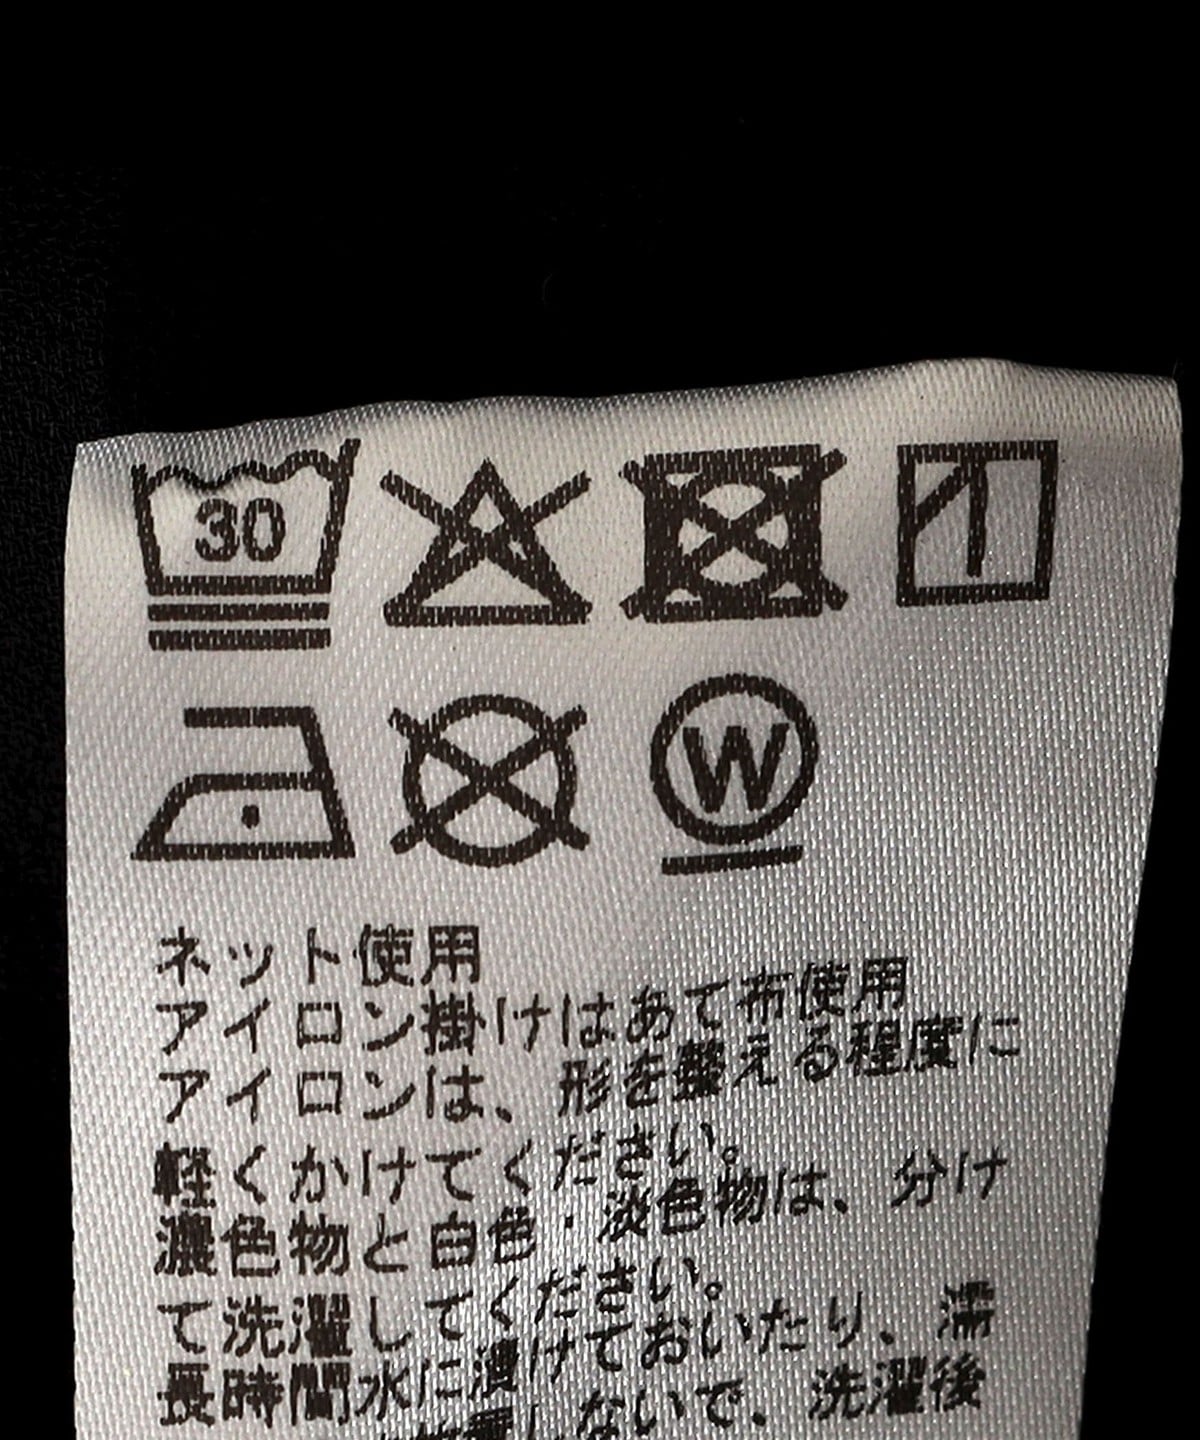 30
W
ネット使用
アイロン掛けはあて布使用
アイロンは、形を整える程度に
軽くかけてください。
濃色物と白色・淡色物は、分け
て洗濯してください。
長時間水に漬けておいたり、濡
しないで、洗濯後